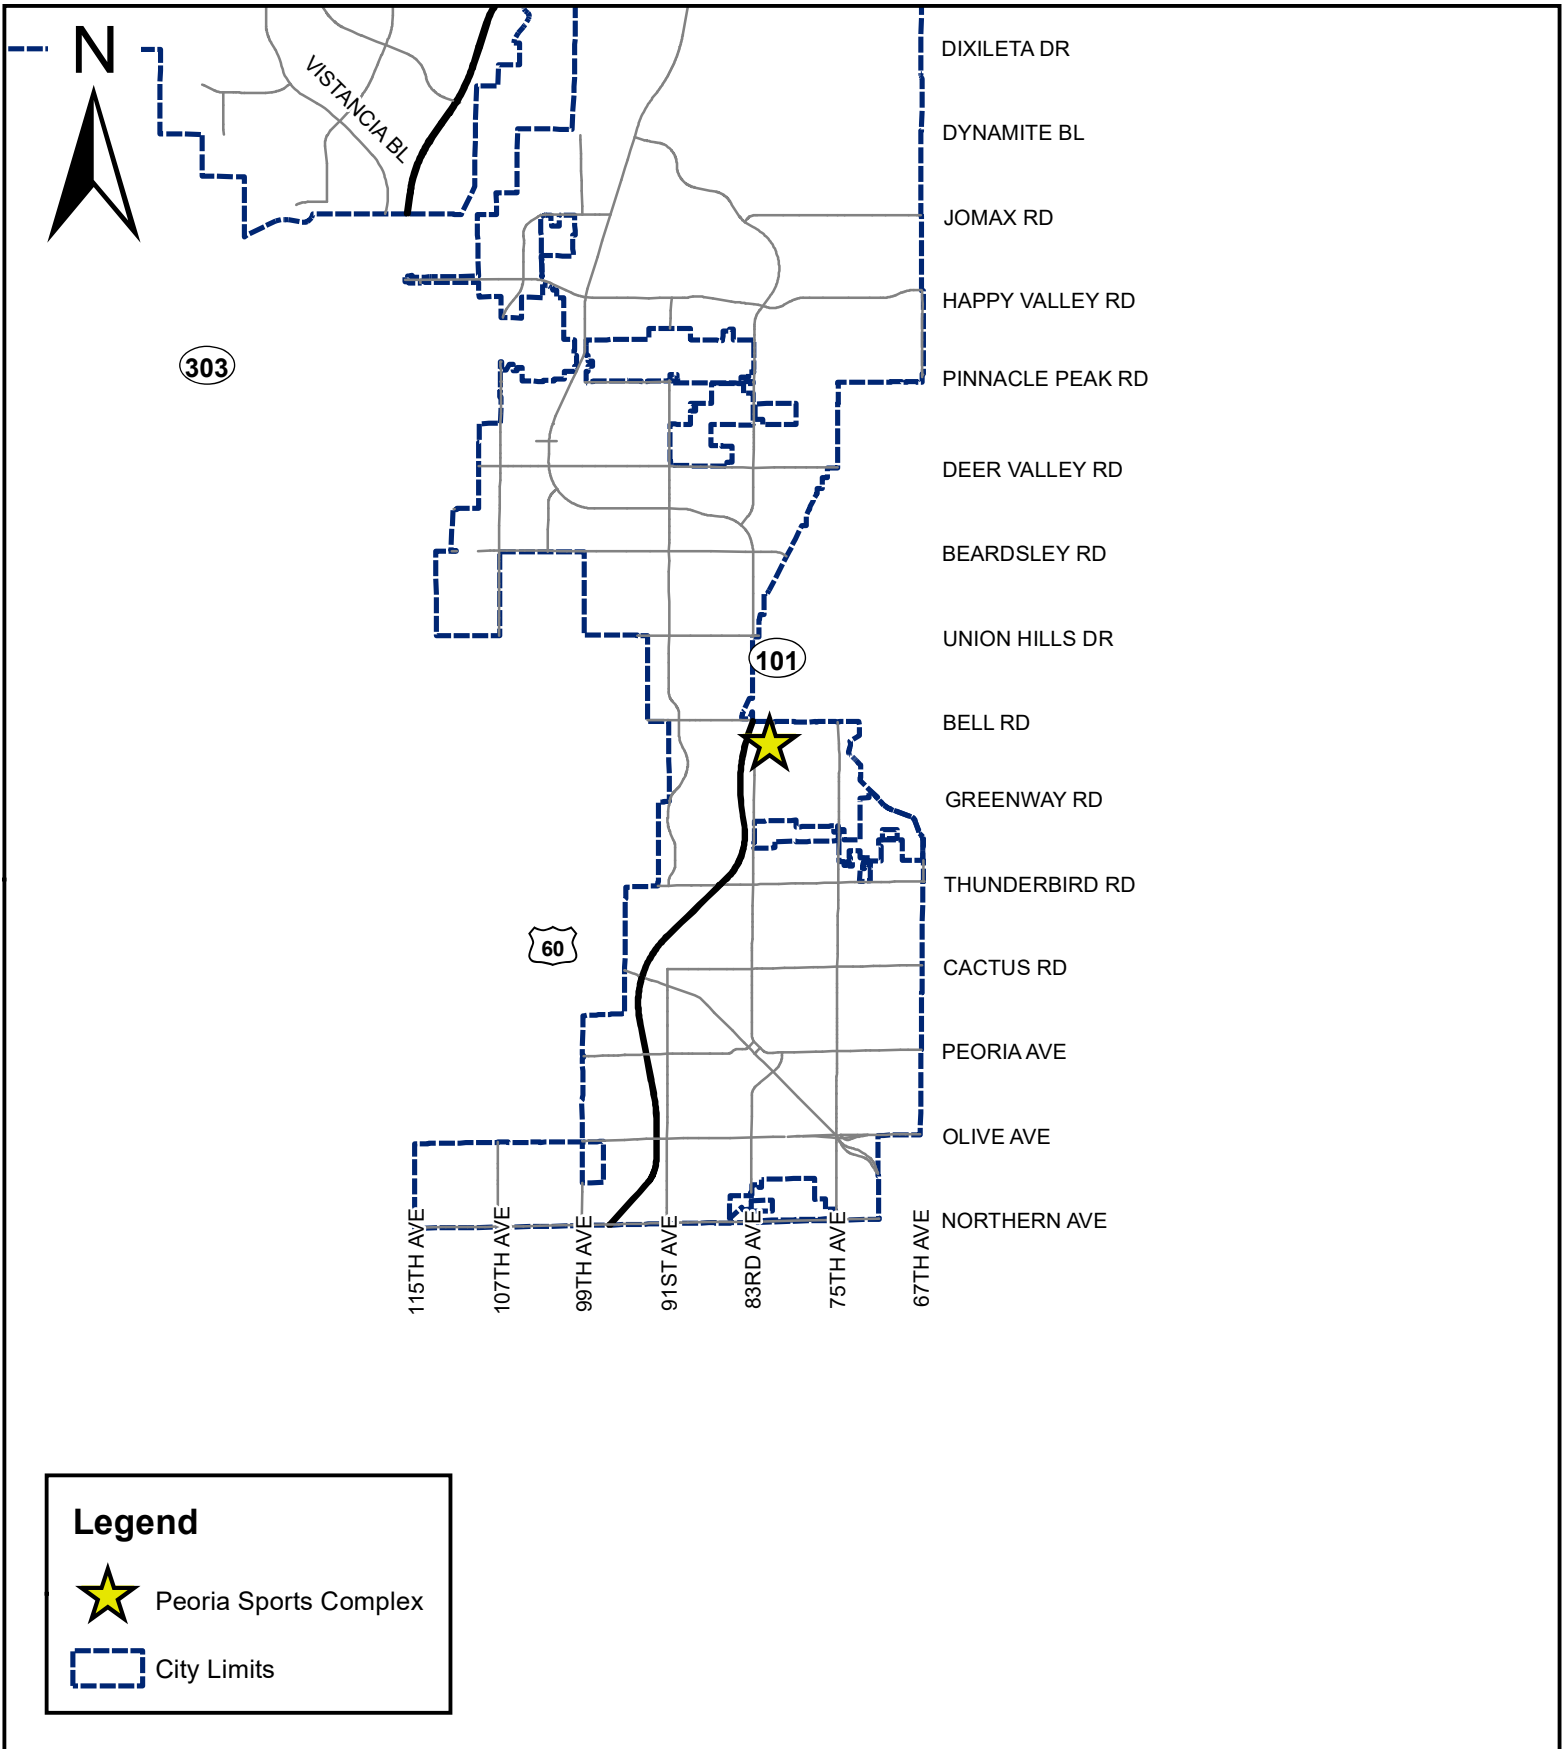 N
VISTANCIA BL
DIXILETA DR
DYNAMITE BL
JOMAX RD
HAPPY VALLEY RD
303
PINNACLE PEAK RD
DEER VALLEY RD
BEARDSLEY RD
UNION HILLS DR
101
BELL RD
GREENWAY RD
THUNDERBIRD RD
60
CACTUS RD
PEORIA AVE
OLIVE AVE
NORTHERN AVE
115TH AVE
107TH AVE
99TH AVE
91ST AVE
83RD AVE
75TH AVE
67TH AVE
Legend
Peoria Sports Complex
City Limits